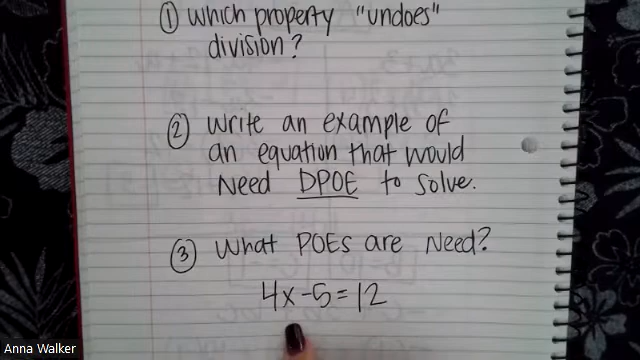 ① Which property "undoes"
division?
② Write an example of
an equation that would
Need DPOE to solve.
③ What POEs are Need?
4x-5=12
Anna Walker